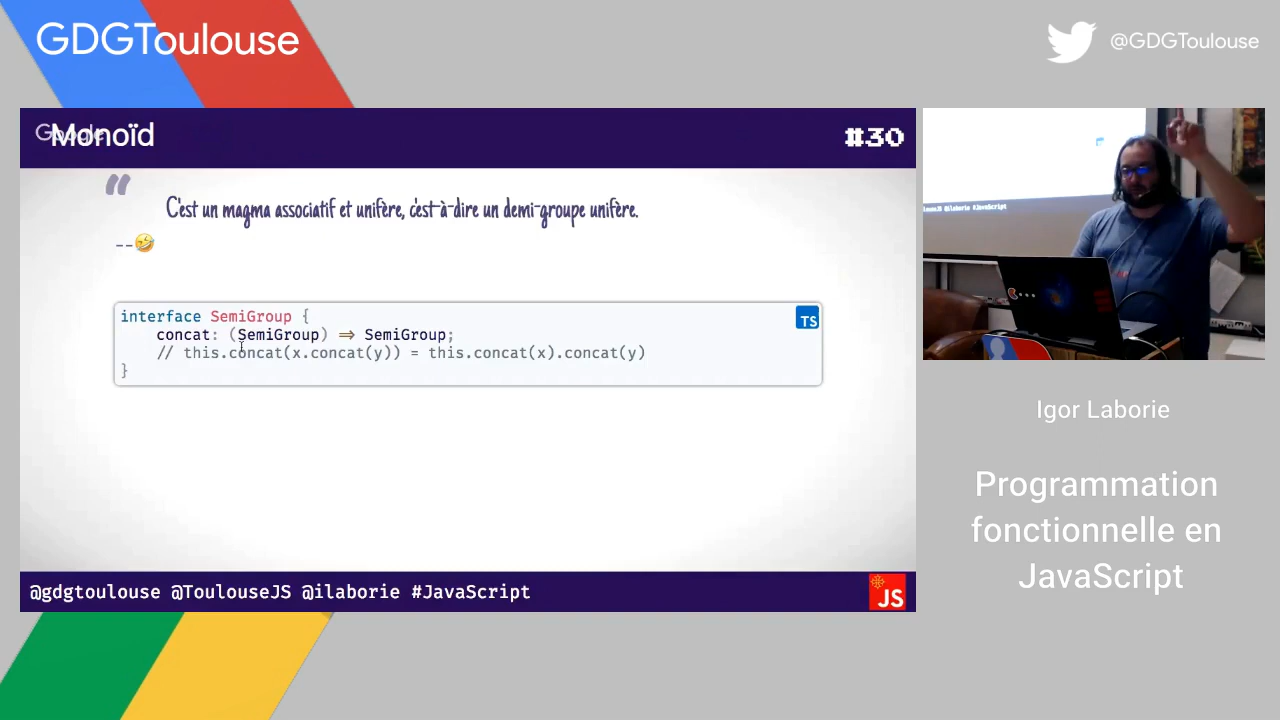 GDGToulouse
@GDGToulouse
Google
Monoïd
#30
“
C'est un magma associatif et unifère, c'est-à-dire un demi-groupe unifère.
--🤣
interface SemiGroup {
TS
concat: (SemiGroup) => SemiGroup;
// this.concat(x.concat(y)) = this.concat(x).concat(y)
}
@gdgtoulouse @ToulouseJS @ilaborie #JavaScript
JS
Igor Laborie
Programmation
fonctionnelle en
JavaScript